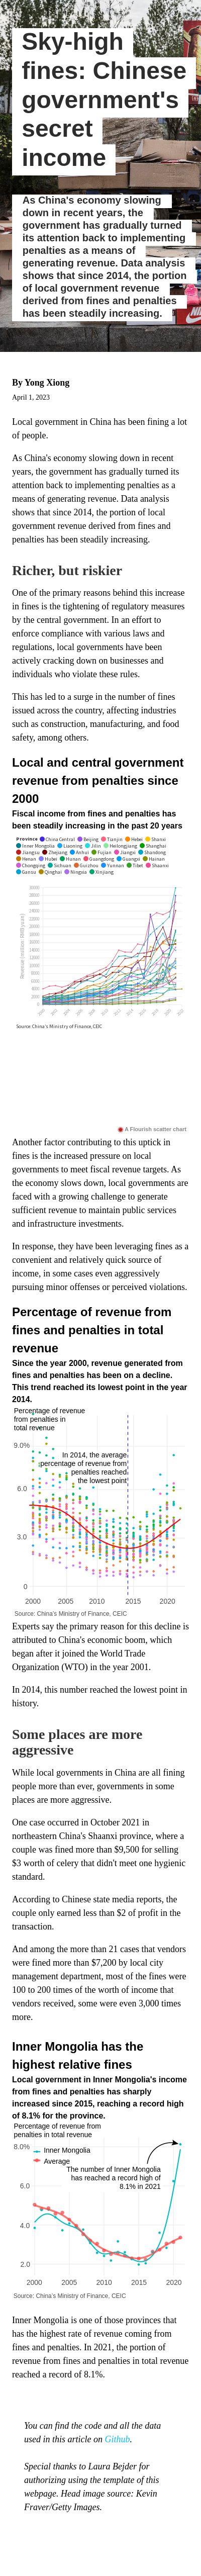 Sky-high
fines: Chinese
government's
secret
income
As China's economy slowing
down in recent years, the
government has gradually turned
its attention back to implementing
penalties as a means of
generating revenue. Data analysis
shows that since 2014, the portion
of local government revenue
derived from fines and penalties
has been steadily increasing.
By Yong Xiong
April 1, 2023
Local government in China has been fining a lot
of people.
As China's economy slowing down in recent
years, the government has gradually turned its
attention back to implementing penalties as a
means of generating revenue. Data analysis
shows that since 2014, the portion of local
government revenue derived from fines and
penalties has been steadily increasing.
Richer, but riskier
One of the primary reasons behind this increase
in fines is the tightening of regulatory measures
by the central government. In an effort to
enforce compliance with various laws and
regulations, local governments have been
actively cracking down on businesses and
individuals who violate these rules.
This has led to a surge in the number of fines
issued across the country, affecting industries
such as construction, manufacturing, and food
safety, among others.
Local and central government
revenue from penalties since
2000
Fiscal income from fines and penalties has
been steadily increasing in the past 20 years
Province China Central Beijing Tianjin Hebei Shanxi
Inner Mongolia Liaoning Jilin Heilongjiang Shanghai
Jiangsu Zhejiang Anhui Fujian Jiangxi Shandong
Henan Hubei Hunan Guangdong Guangxi Hainan
Chongqing Sichuan Guizhou Yunnan Tibet Shaanxi
Gansu Qinghai Ningxia Xinjiang
Revenue (million RMB yuan)
Source: China's Ministry of Finance, CEIC
A Flourish scatter chart
Another factor contributing to this uptick in
fines is the increased pressure on local
governments to meet fiscal revenue targets. As
the economy slows down, local governments are
faced with a growing challenge to generate
sufficient revenue to maintain public services
and infrastructure investments.
In response, they have been leveraging fines as a
convenient and relatively quick source of
income, in some cases even aggressively
pursuing minor offenses or perceived violations.
Percentage of revenue from
fines and penalties in total
revenue
Since the year 2000, revenue generated from
fines and penalties has been on a decline.
This trend reached its lowest point in the year
2014.
Percentage of revenue
from penalties in
total revenue
9.0%
In 2014, the average
percentage of revenue from
penalties reached
the lowest point
6.0
3.0
0
2000 2005 2010 2015 2020
Source: China's Ministry of Finance, CEIC
Experts say the primary reason for this decline is
attributed to China's economic boom, which
began after it joined the World Trade
Organization (WTO) in the year 2001.
In 2014, this number reached the lowest point in
history.
Some places are more
aggressive
While local governments in China are all fining
people more than ever, governments in some
places are more aggressive.
One case occurred in October 2021 in
northeastern China's Shaanxi province, where a
couple was fined more than $9,500 for selling
$3 worth of celery that didn't meet one hygienic
standard.
According to Chinese state media reports, the
couple only earned less than $2 of profit in the
transaction.
And among the more than 21 cases that vendors
were fined more than $7,200 by local city
management department, most of the fines were
100 to 200 times of the worth of income that
vendors received, some were even 3,000 times
more.
Inner Mongolia has the
highest relative fines
Local government in Inner Mongolia's income
from fines and penalties has sharply
increased since 2015, reaching a record high
of 8.1% for the province.
Percentage of revenue from
penalties in total revenue
8.0%
Inner Mongolia
Average
The number of Inner Mongolia
has reached a record high of
8.1% in 2021
6.0
4.0
2.0
2000 2005 2010 2015 2020
Source: China's Ministry of Finance, CEIC
Inner Mongolia is one of those provinces that
has the highest rate of revenue coming from
fines and penalties. In 2021, the portion of
revenue from fines and penalties in total revenue
reached a record of 8.1%.
You can find the code and all the data
used in this article on Github.
Special thanks to Laura Bejder for
authorizing using the template of this
webpage. Head image source: Kevin
Fraver/Getty Images.